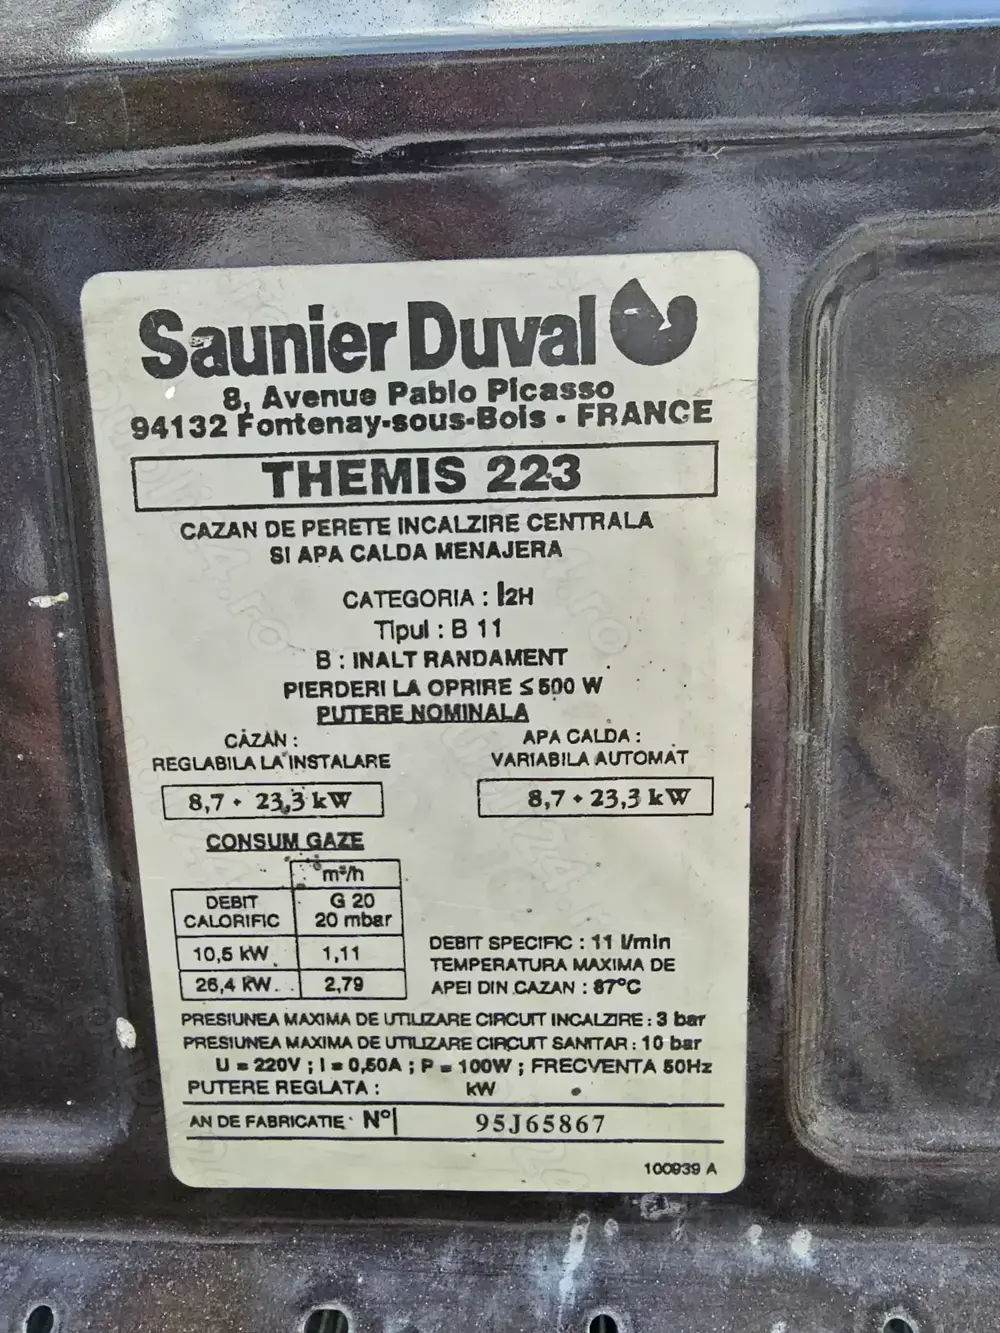 Saunier Duval
8, Avenue Pablo Picasso
94132 Fontenay-sous-Bois - FRANCE
THEMIS 223
CAZAN DE PERETE INCALZIRE CENTRALA
SI APA CALDA MENAJERA
CATEGORIA : I2H
Tipul : B 11
B : INALT RANDAMENT
PIERDERI LA OPRIRE ≤ 500 W
PUTERE NOMINALA
CAZAN :
REGLABILA LA INSTALARE
8,7 ÷ 23,3 kW
APA CALDA :
VARIABILA AUTOMAT
8,7 ÷ 23,3 kW
CONSUM GAZE
m³/h
DEBIT CALORIFIC G 20 20 mbar
10,5 kW 1,11
26,4 kW 2,79
DEBIT SPECIFIC : 11 l/min
TEMPERATURA MAXIMA DE
APEI DIN CAZAN : 87°C
PRESIUNEA MAXIMA DE UTILIZARE CIRCUIT INCALZIRE : 3 bar
PRESIUNEA MAXIMA DE UTILIZARE CIRCUIT SANITAR : 10 bar
U = 220V ; I = 0,50A ; P = 100W ; FRECVENTA 50Hz
PUTERE REGLATA : kW
AN DE FABRICATIE N° 95J65867
100939 A